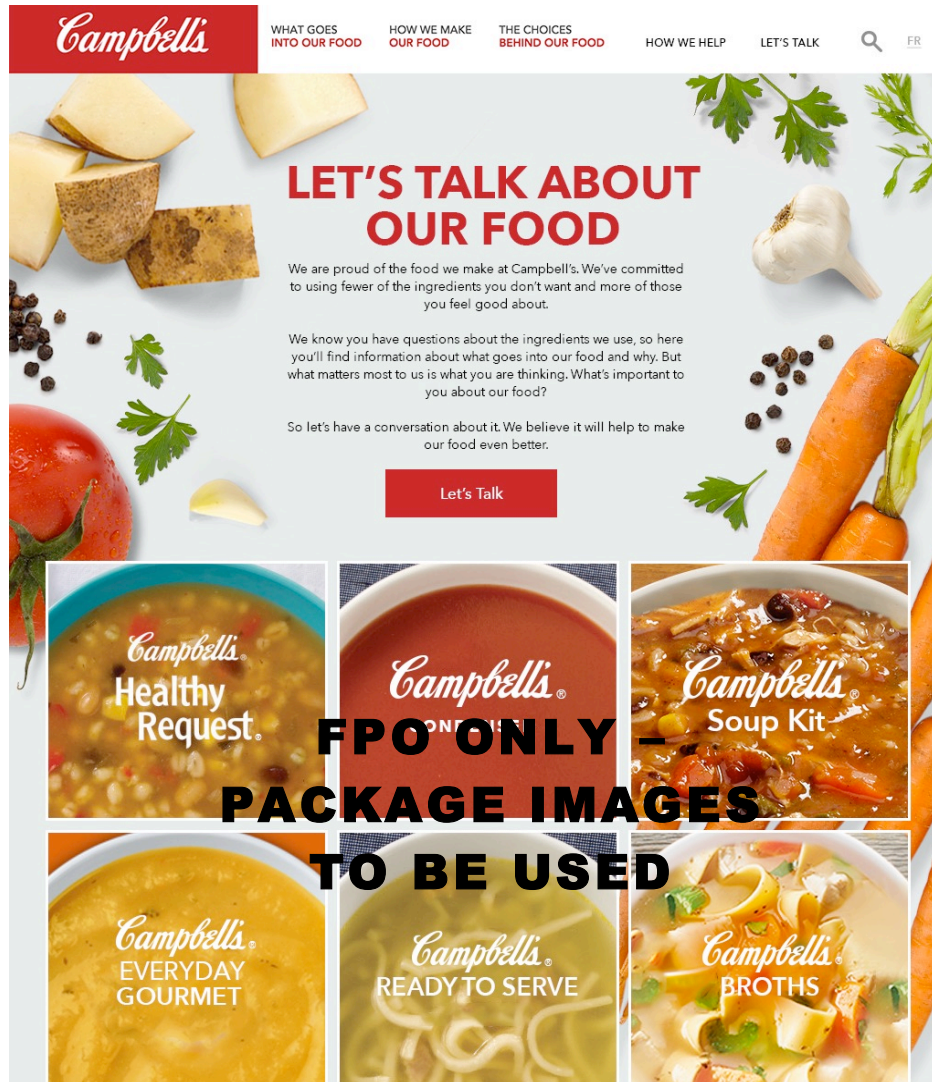 Campbell's
WHAT GOES
INTO OUR FOOD
HOW WE MAKE
OUR FOOD
THE CHOICES
BEHIND OUR FOOD
HOW WE HELP
LET'S TALK
FR
LET'S TALK ABOUT
OUR FOOD
We are proud of the food we make at Campbell's. We've committed
to using fewer of the ingredients you don't want and more of those
you feel good about.
We know you have questions about the ingredients we use, so here
you'll find information about what goes into our food and why. But
what matters most to us is what you are thinking. What's important to
you about our food?
So let's have a conversation about it. We believe it will help to make
our food even better.
Let's Talk
Campbell's®
Healthy
Request®
Campbell's®
Campbell's®
Soup Kit
FPO ONLY –
PACKAGE IMAGES
TO BE USED
Campbell's®
EVERYDAY
GOURMET
Campbell's®
READY TO SERVE
Campbell's®
BROTHS